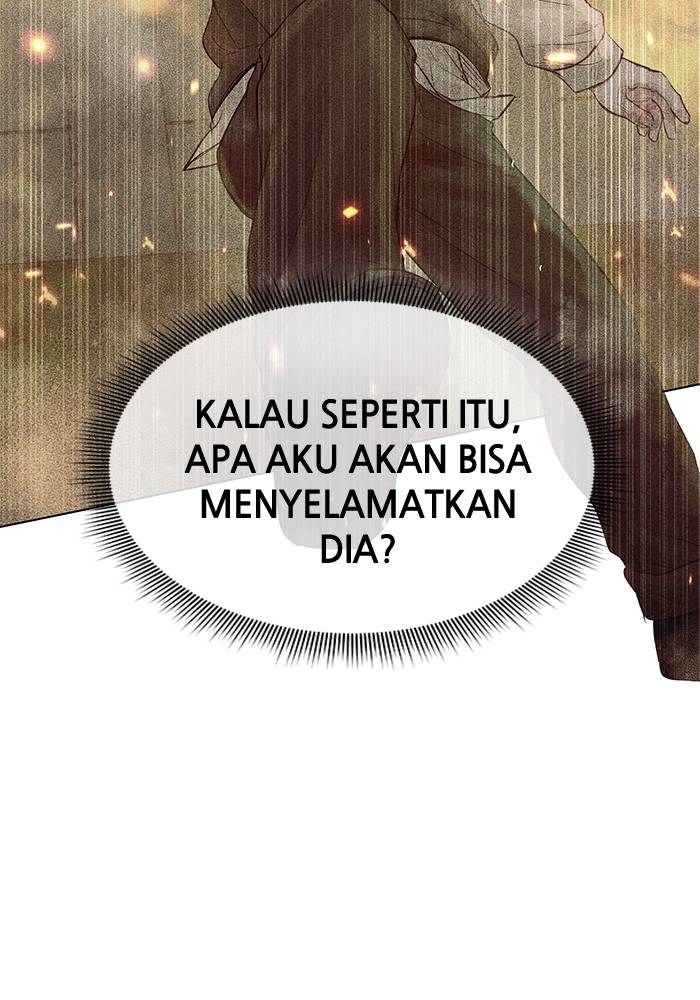 KALAU SEPERTI ITU,
APA AKU AKAN BISA
MENYELAMATKAN
DIA?